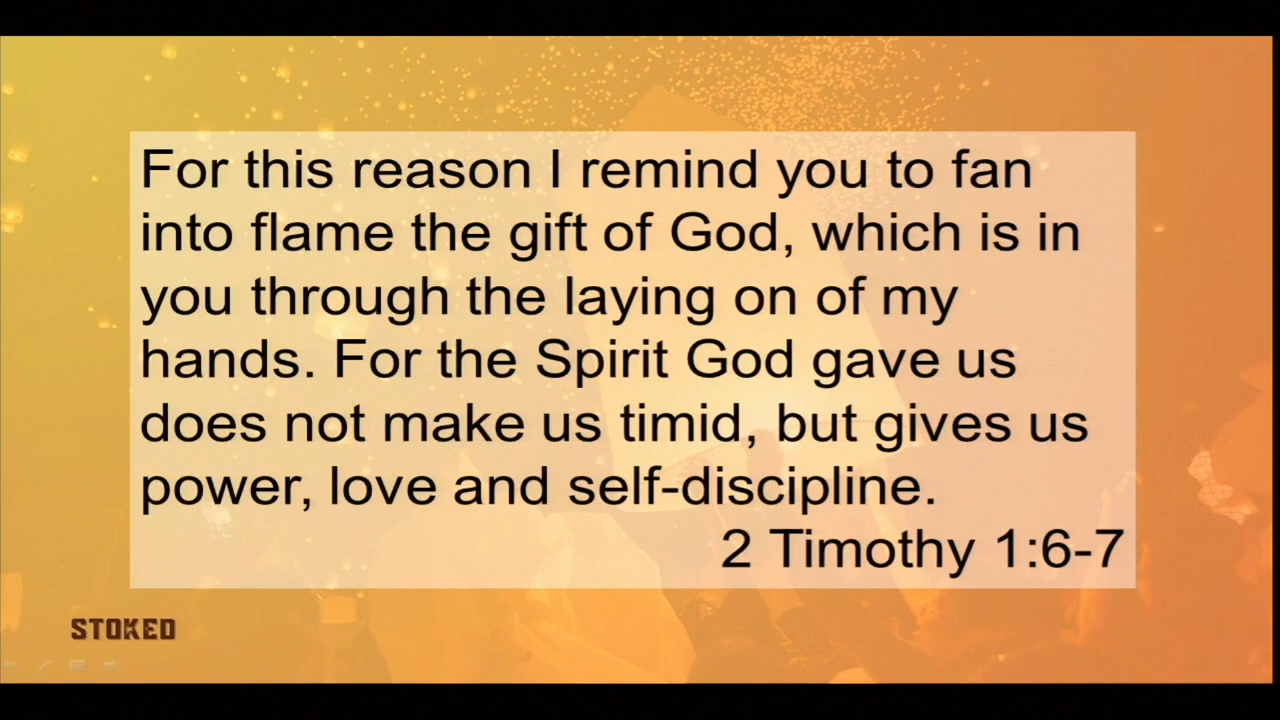 For this reason I remind you to fan
into flame the gift of God, which is in
you through the laying on of my
hands. For the Spirit God gave us
does not make us timid, but gives us
power, love and self-discipline.
2 Timothy 1:6-7
STOKED